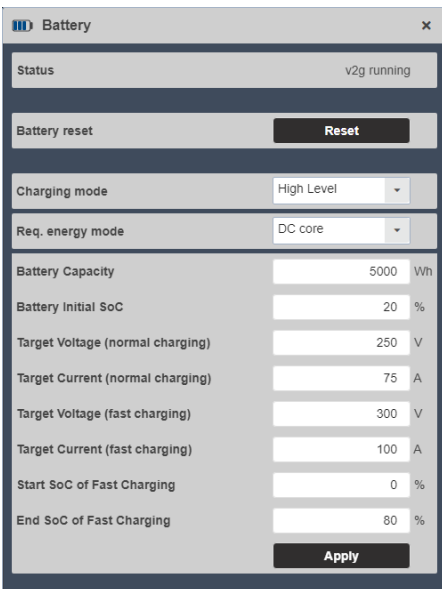 Battery ×
Status v2g running
Battery reset Reset
Charging mode High Level
Req. energy mode DC core
Battery Capacity 5000 Wh
Battery Initial SoC 20 %
Target Voltage (normal charging) 250 V
Target Current (normal charging) 75 A
Target Voltage (fast charging) 300 V
Target Current (fast charging) 100 A
Start SoC of Fast Charging 0 %
End SoC of Fast Charging 80 %
Apply